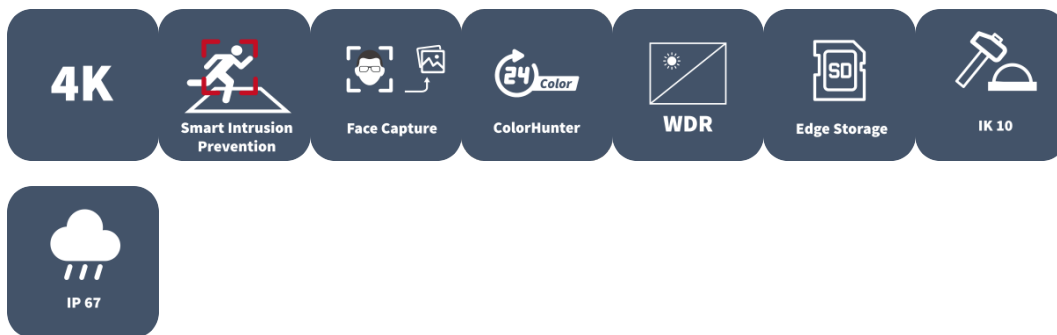 4K
Smart Intrusion
Prevention
Face Capture
24 Color
ColorHunter
WDR
SD
Edge Storage
IK 10
IP 67